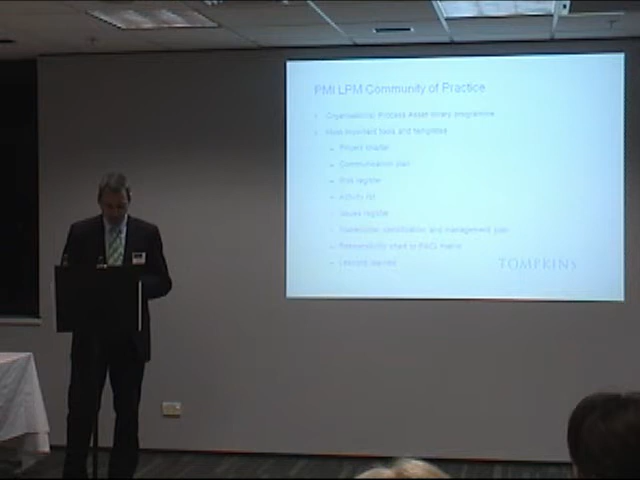 PMI LPM Community of Practice
Organisational Process Asset library programme
Most important tools and templates
Project charter
Communication plan
Risk register
Activity list
Issues register
Stakeholder identification and management plan
Responsibility chart or RACI matrix
Lessons learned
TOMPKINS